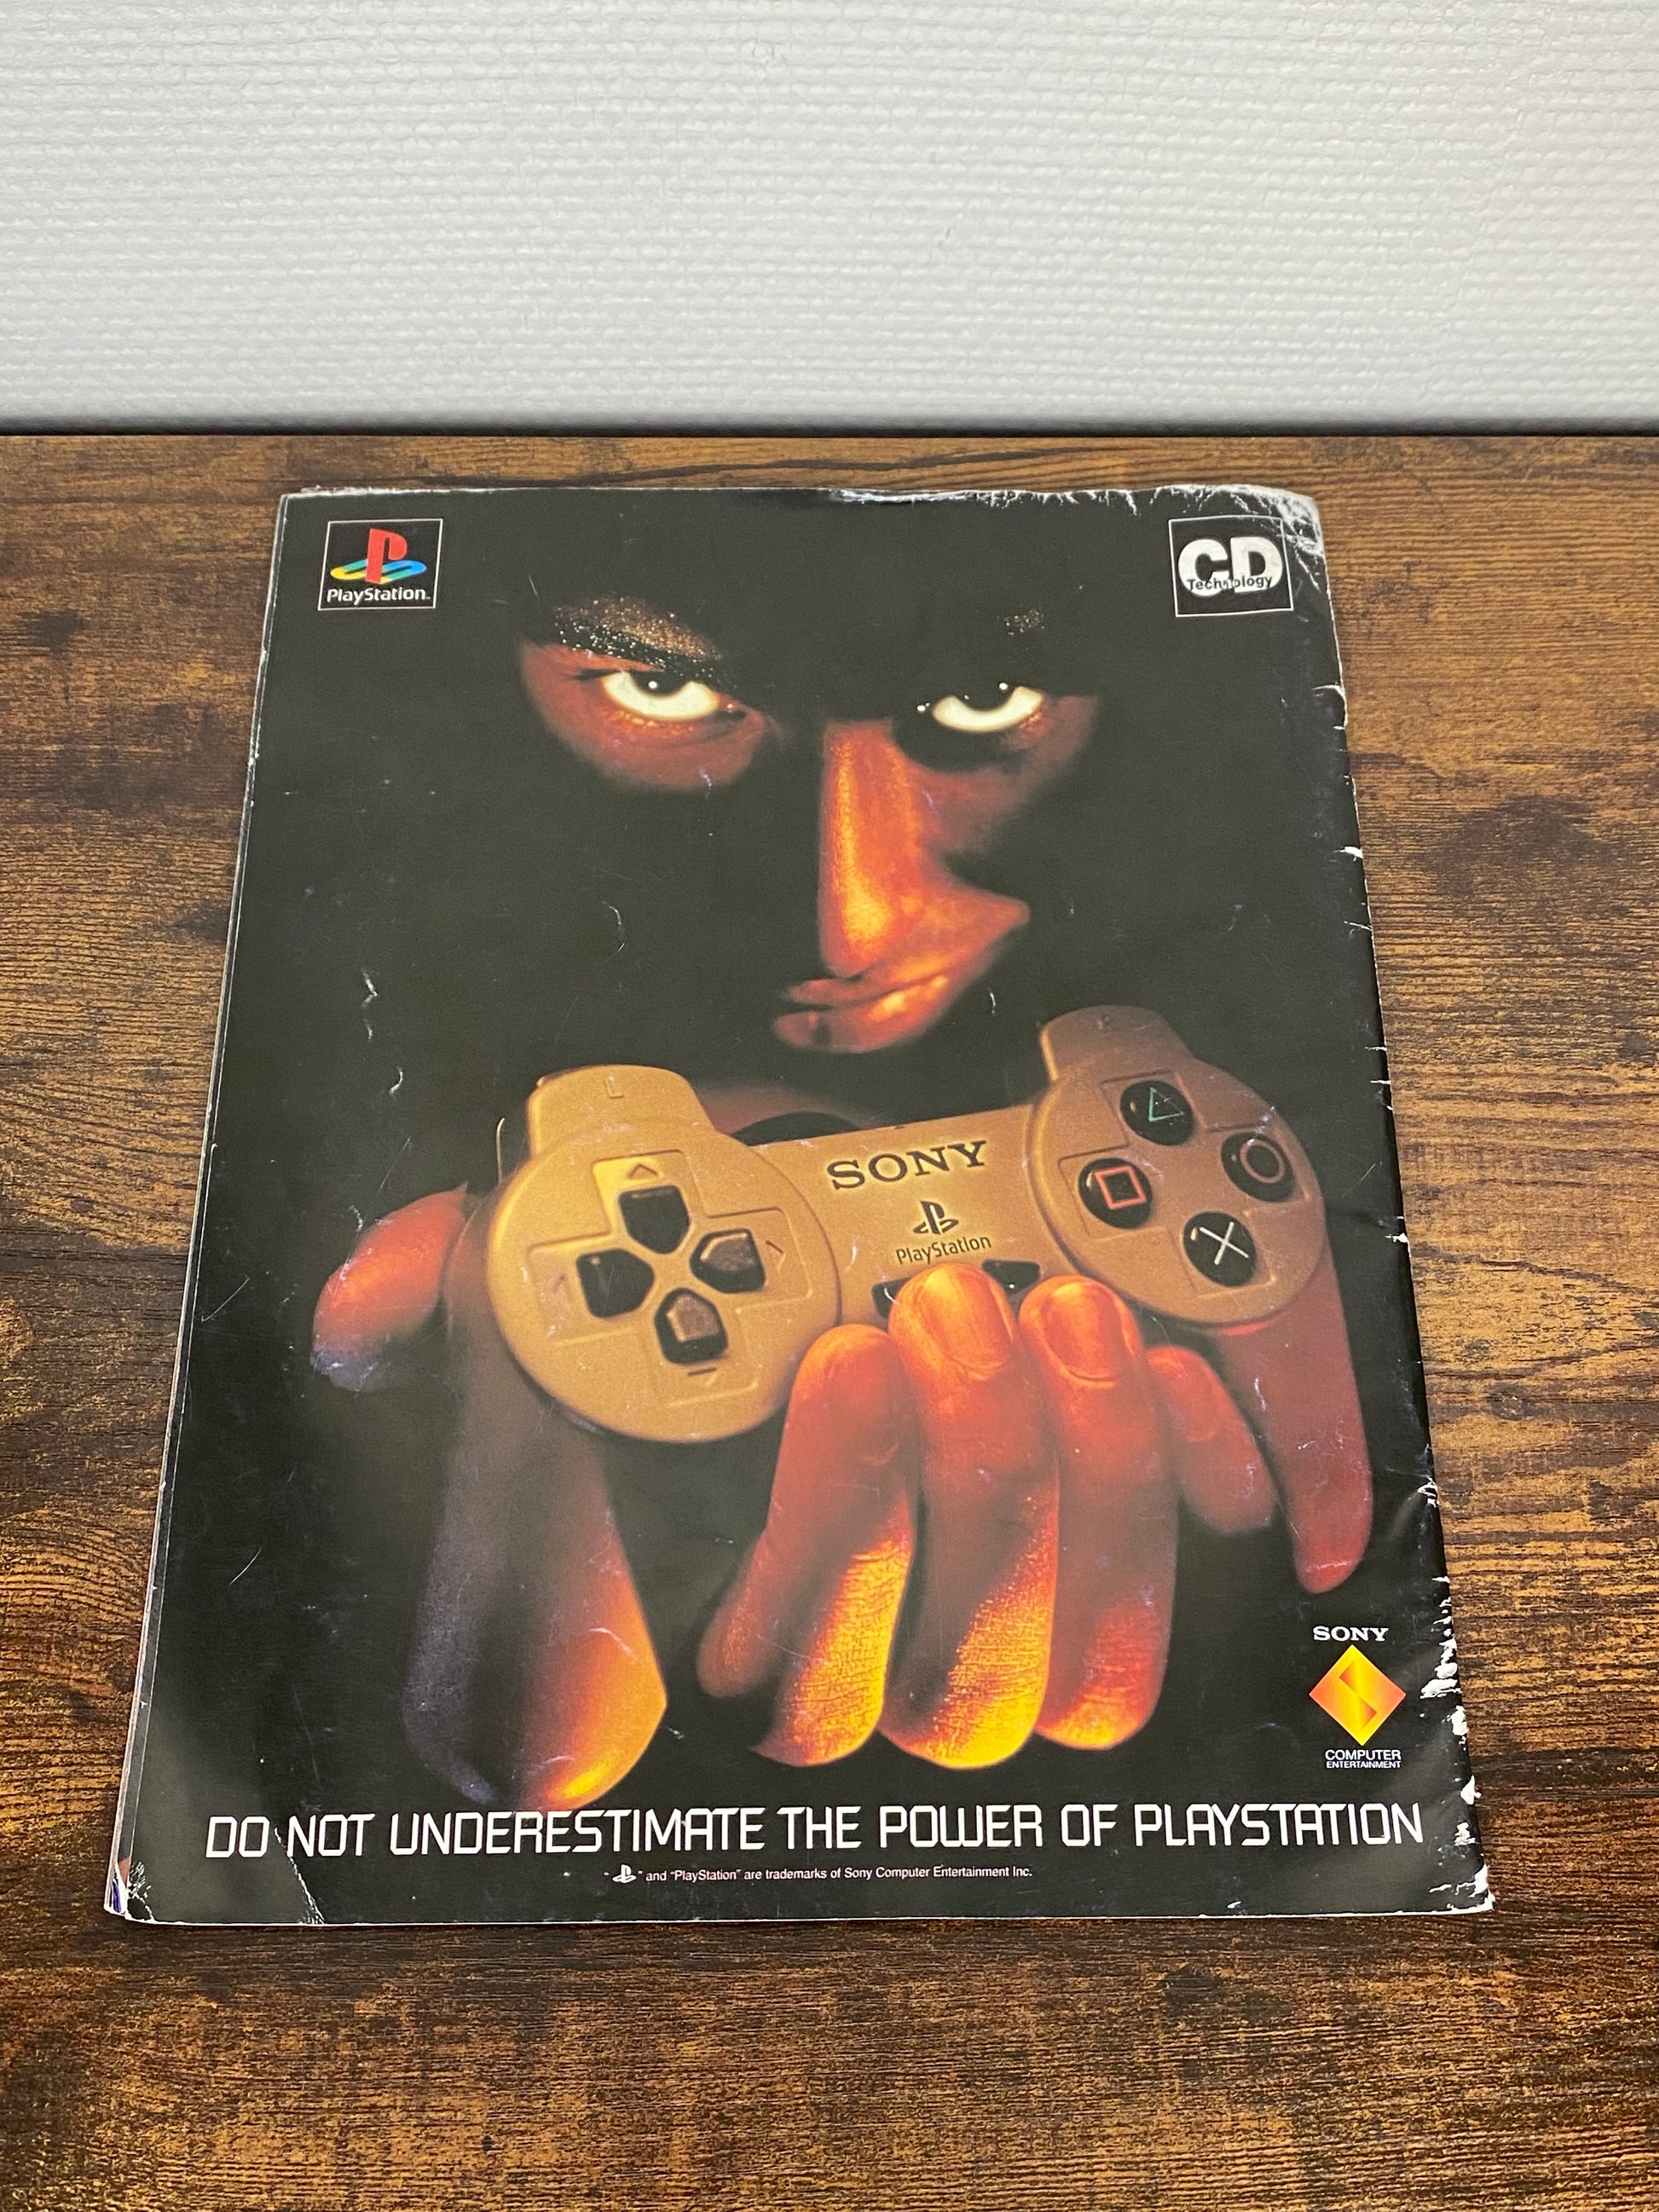 PlayStation
CD
Technology
L
R
SONY
PlayStation
SONY
COMPUTER
ENTERTAINMENT
DO NOT UNDERESTIMATE THE POWER OF PLAYSTATION
" " and "PlayStation" are trademarks of Sony Computer Entertainment Inc.